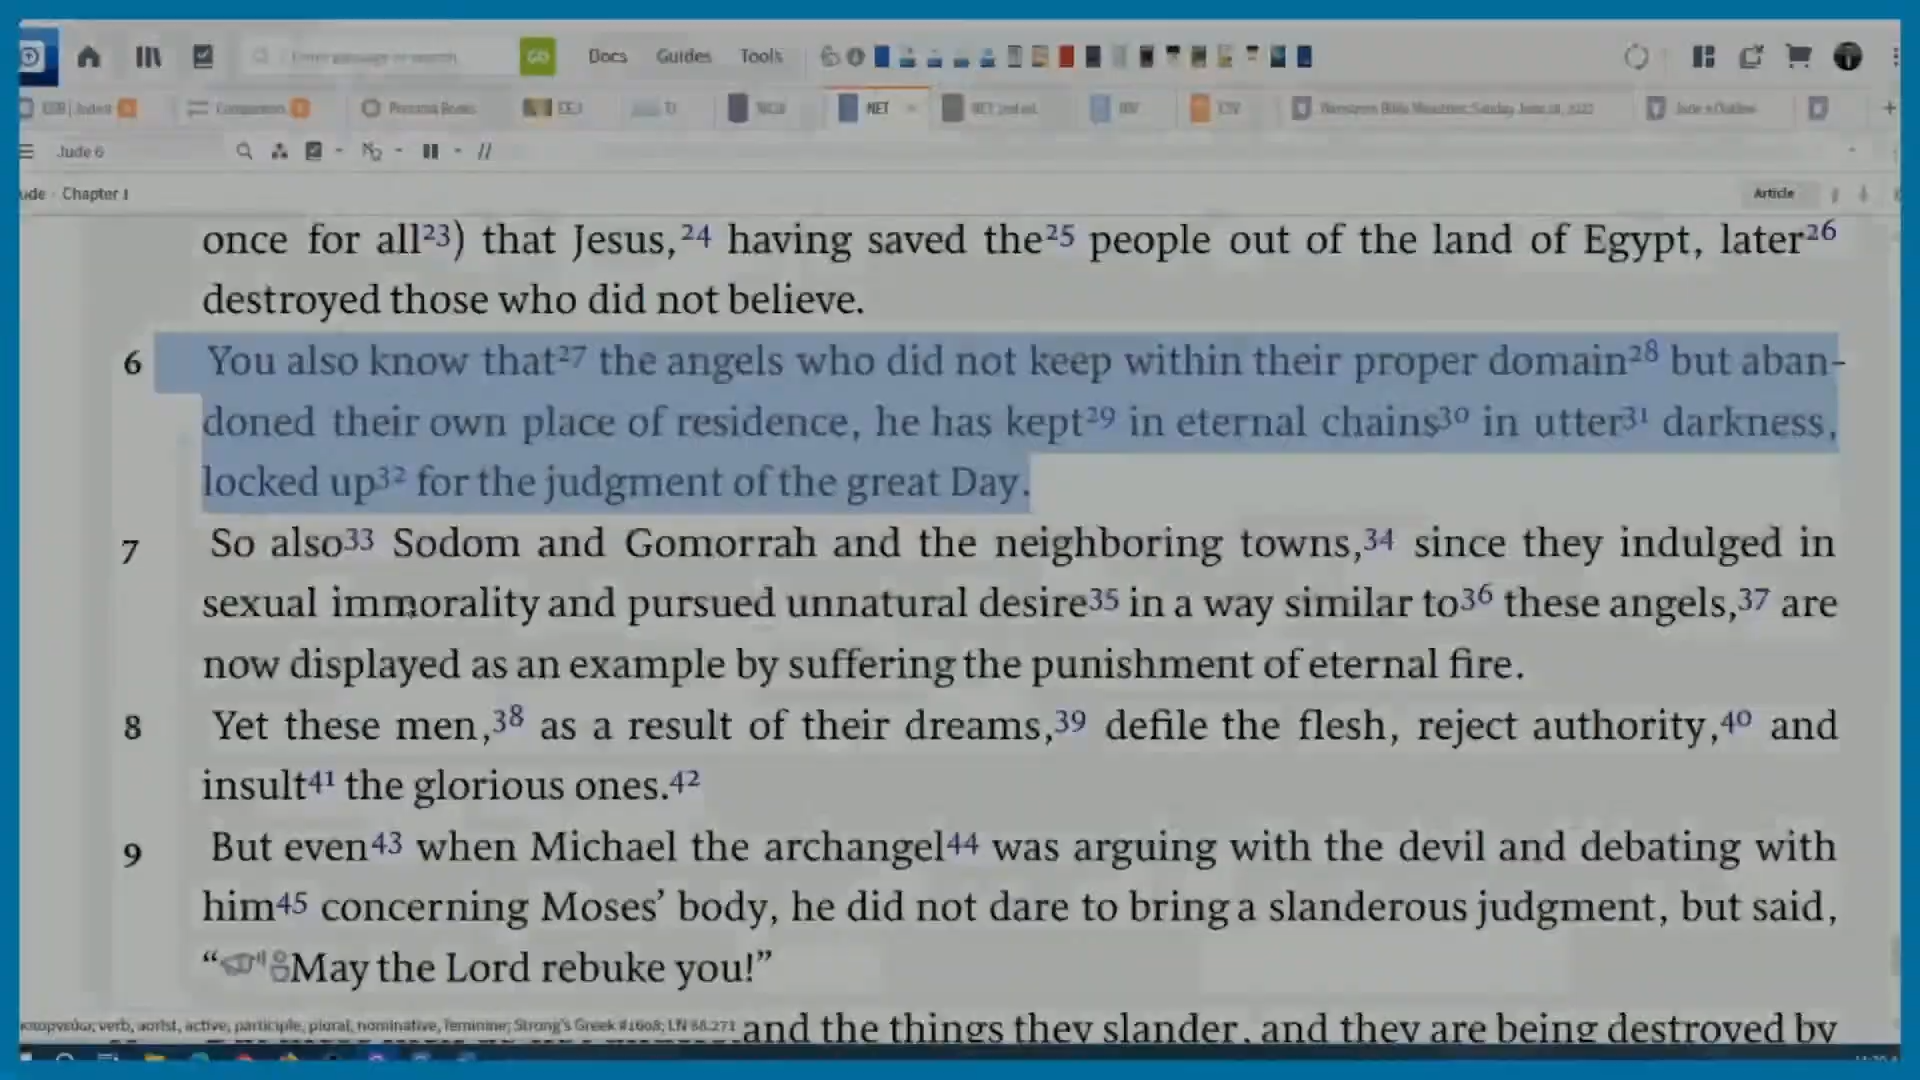 Docs Guides Tools
NET
Jude 6
ude Chapter 1
Article
once for all23) that Jesus,24 having saved the25 people out of the land of Egypt, later26
destroyed those who did not believe.
6 You also know that27 the angels who did not keep within their proper domain28 but aban-
doned their own place of residence, he has kept29 in eternal chains30 in utter31 darkness,
locked up32 for the judgment of the great Day.
7 So also33 Sodom and Gomorrah and the neighboring towns,34 since they indulged in
sexual immorality and pursued unnatural desire35 in a way similar to36 these angels,37 are
now displayed as an example by suffering the punishment of eternal fire.
8 Yet these men,38 as a result of their dreams,39 defile the flesh, reject authority,40 and
insult41 the glorious ones.42
9 But even43 when Michael the archangel44 was arguing with the devil and debating with
him45 concerning Moses’ body, he did not dare to bring a slanderous judgment, but said,
“May the Lord rebuke you!”
verb, aorist, active, participle, plural, nominative, feminine; Strong's Greek #1608; LN 88.271
and the things they slander, and they are being destroyed by